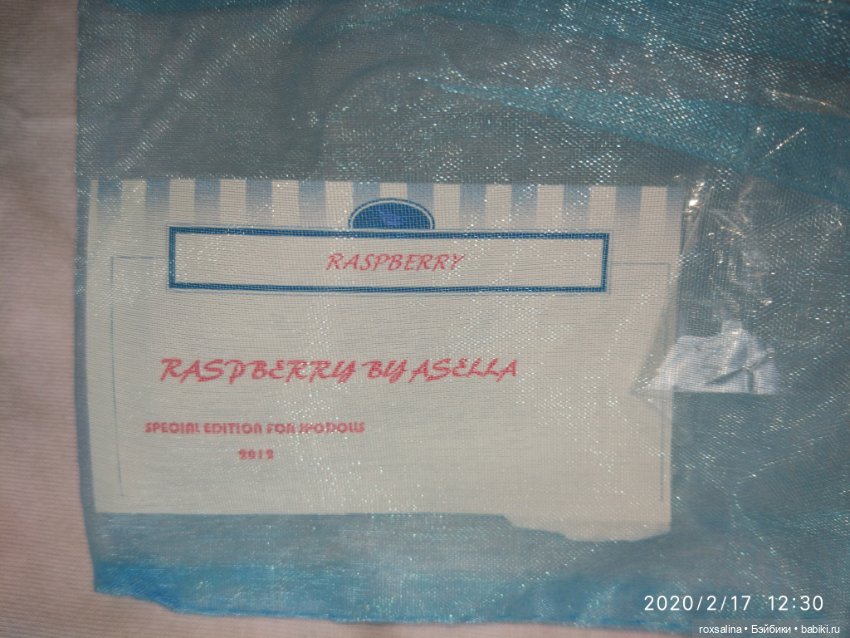 RASPBERRY
RASPBERRY BY ASELLA
SPECIAL EDITION FOR
2012
2020/2/17 12:30
roxsalina • Бэйбики • babiki.ru